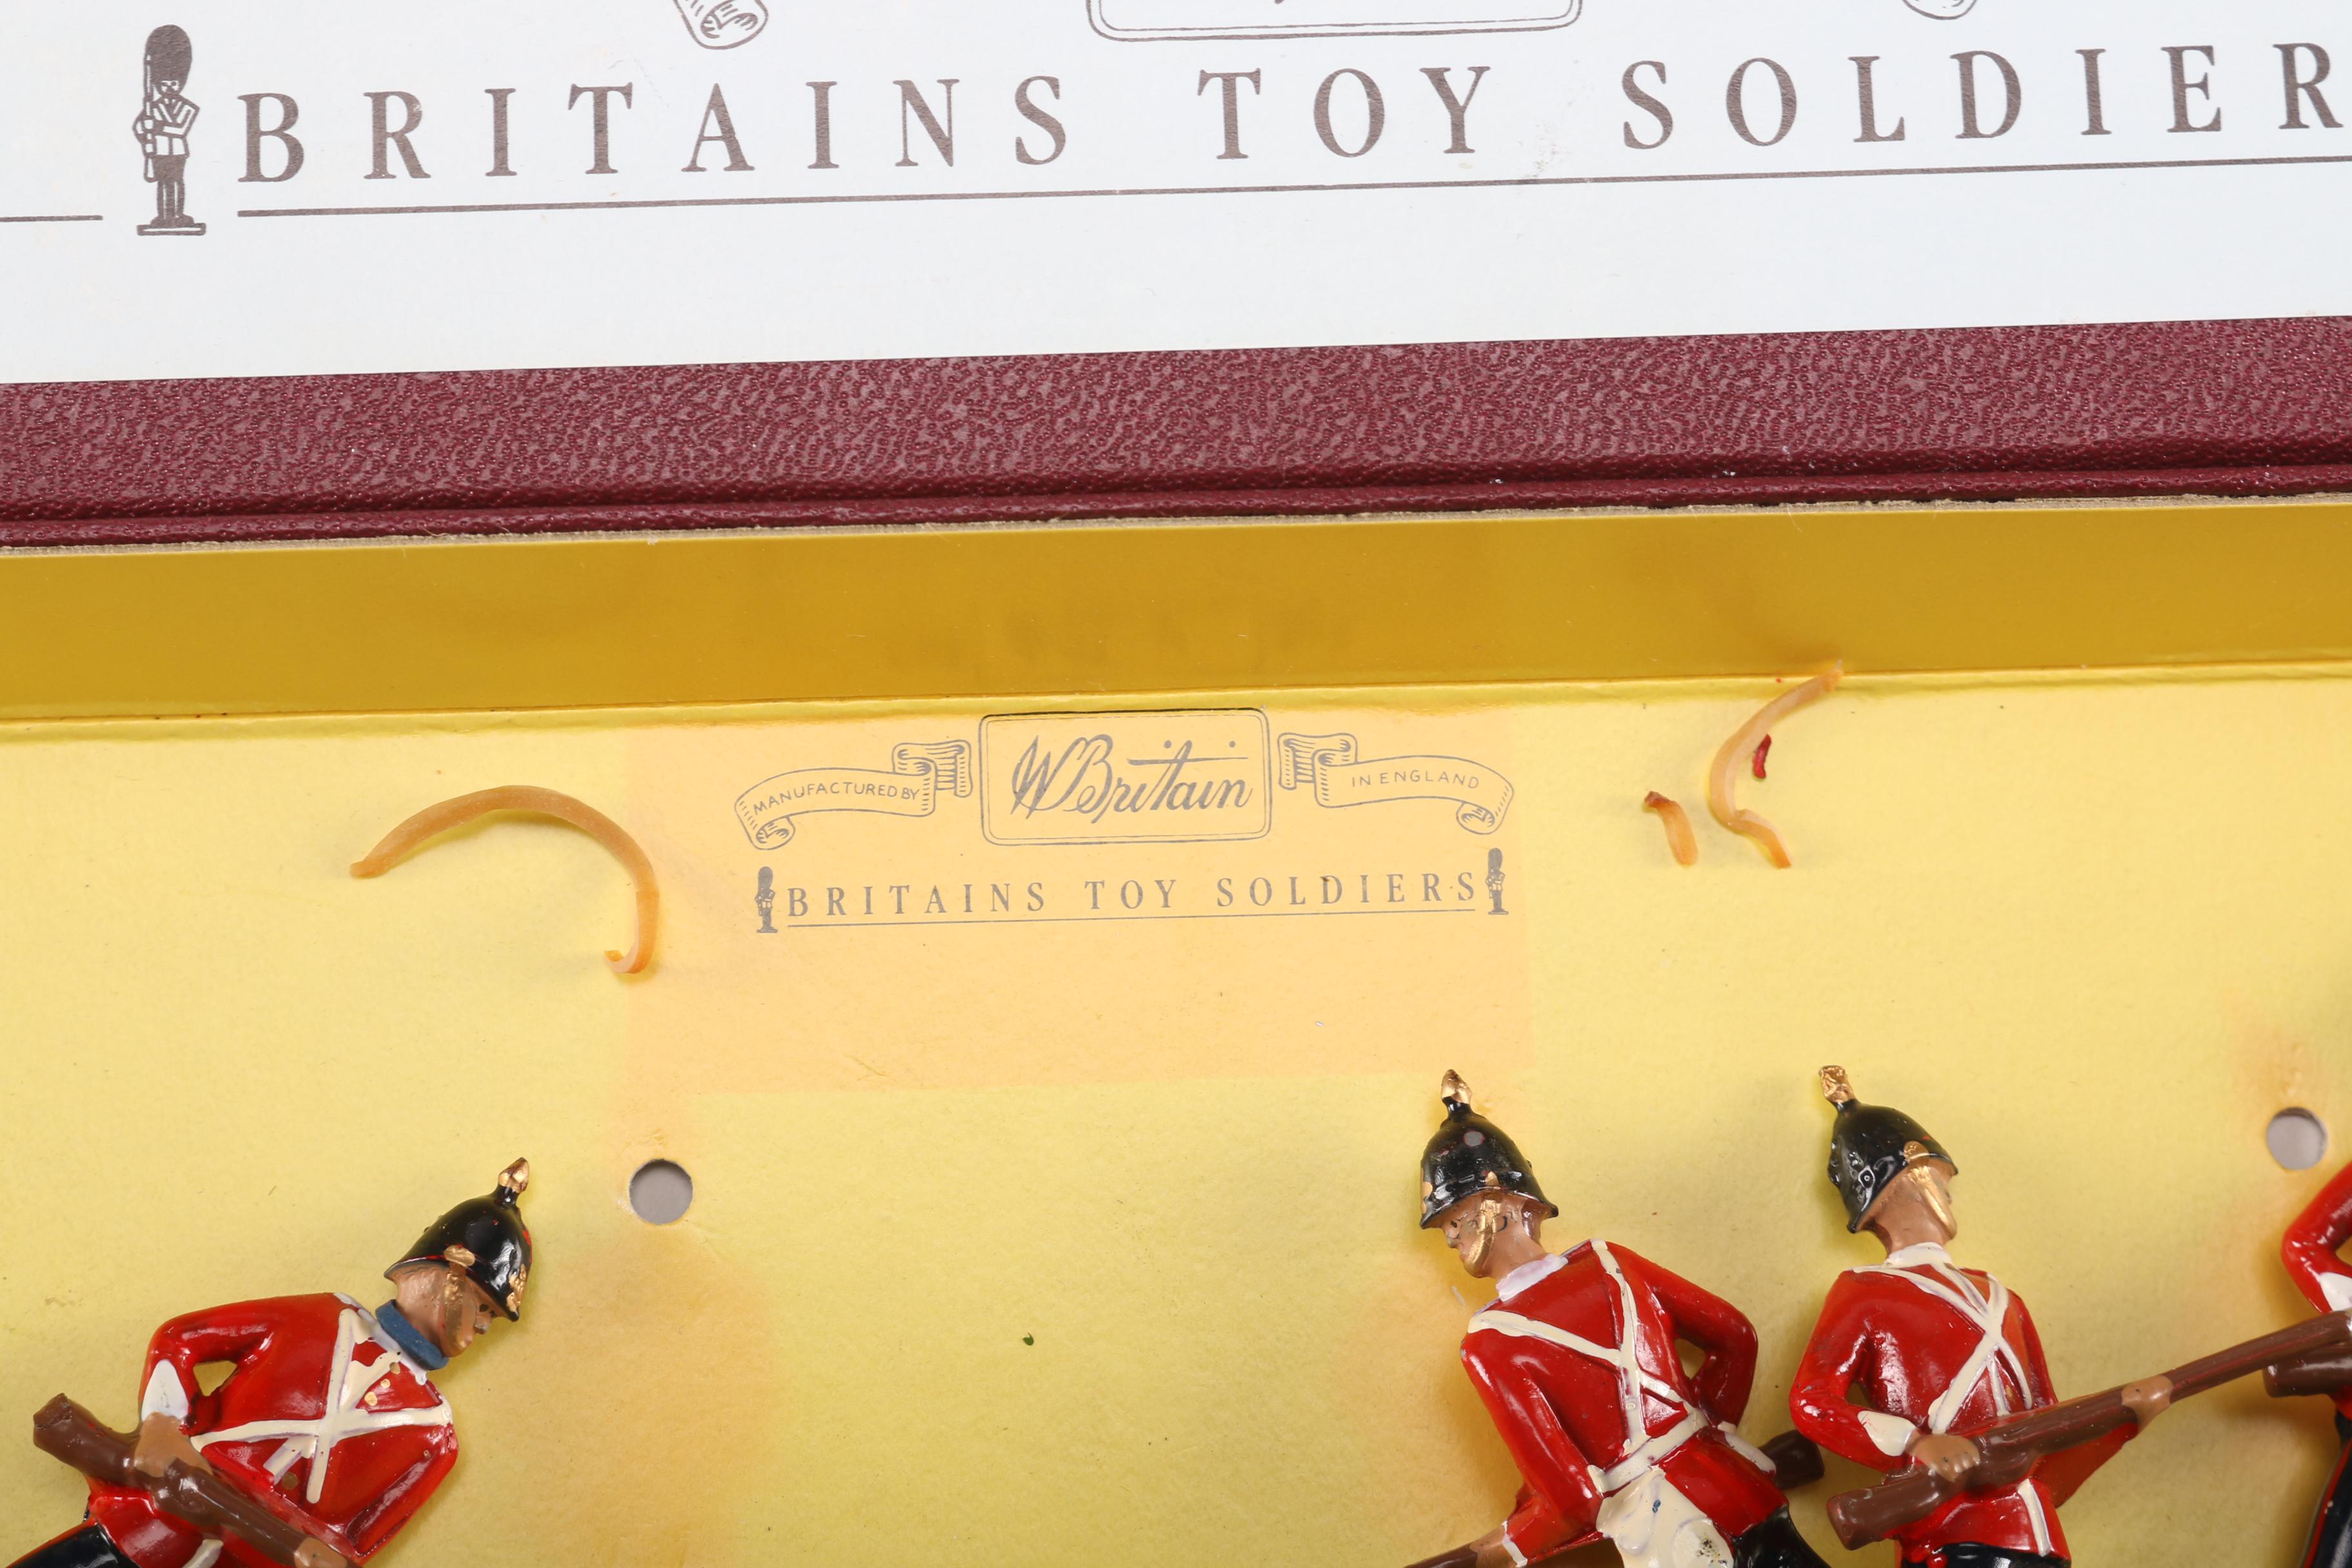 BRITAINS TOY SOLDIER
MANUFACTURED BY W Britain IN ENGLAND
BRITAINS TOY SOLDIERS